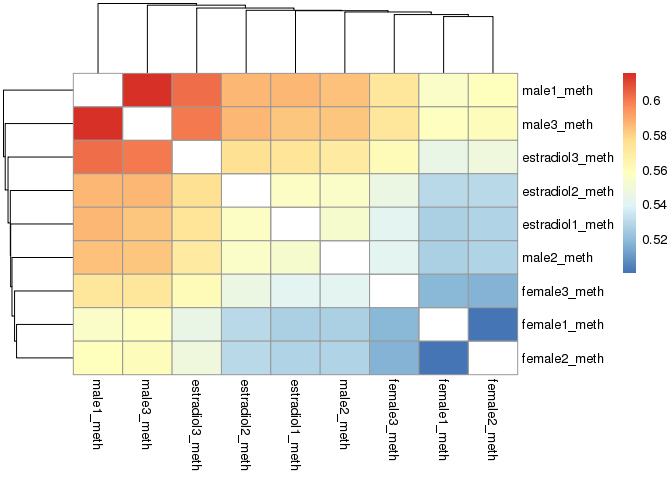 male1_meth
male3_meth
estradiol3_meth
estradiol2_meth
estradiol1_meth
male2_meth
female3_meth
female1_meth
female2_meth
0.6
0.58
0.56
0.54
0.52
male1_meth
male3_meth
estradiol3_meth
estradiol2_meth
estradiol1_meth
male2_meth
female3_meth
female1_meth
female2_meth